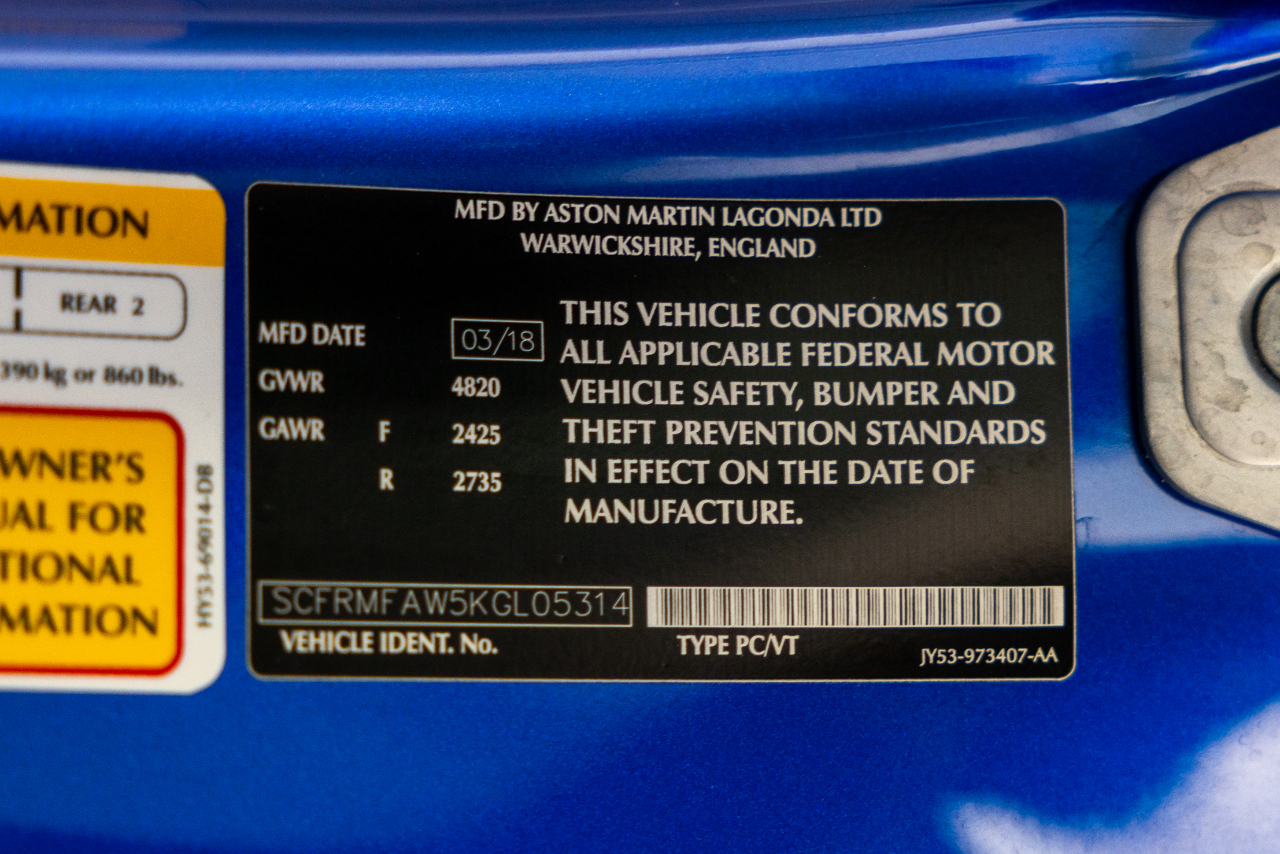 MATION
REAR 2
390 kg or 860 lbs.
WNER'S
UAL FOR
TIONAL
MATION
HY53-69014-DB
MFD BY ASTON MARTIN LAGONDA LTD
WARWICKSHIRE, ENGLAND
MFD DATE 03/18
GVWR 4820
GAWR F 2425
R 2735
THIS VEHICLE CONFORMS TO
ALL APPLICABLE FEDERAL MOTOR
VEHICLE SAFETY, BUMPER AND
THEFT PREVENTION STANDARDS
IN EFFECT ON THE DATE OF
MANUFACTURE.
SCFRMFAW5KGL05314
VEHICLE IDENT. No.
TYPE PC/VT
JY53-973407-AA